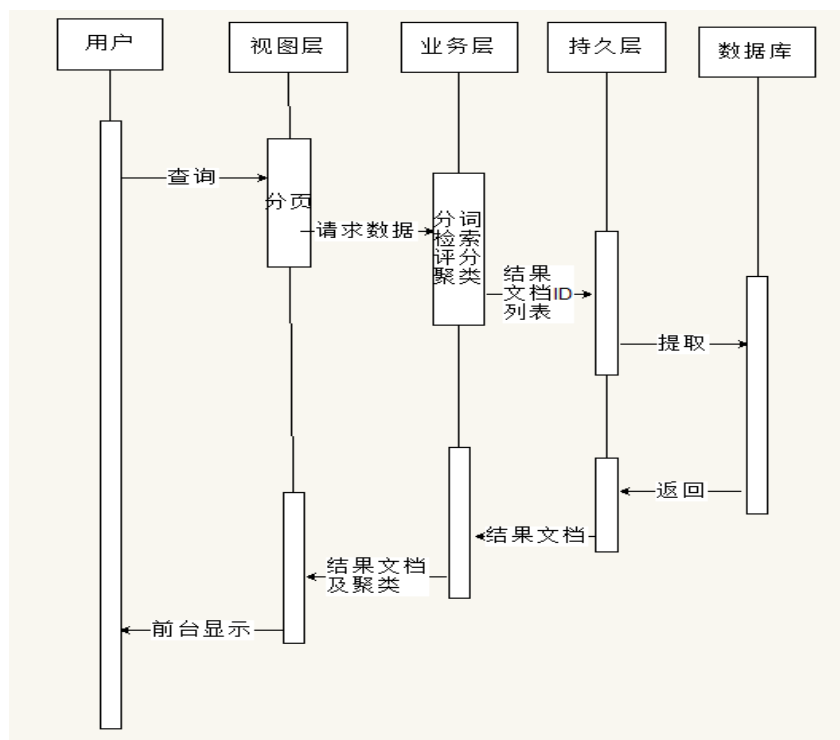 用户
视图层
业务层
持久层
数据库
查询
分页
请求数据
分词
检索
评分
聚类
结果
文档ID
列表
提取
返回
结果文档
结果文档
及聚类
前台显示